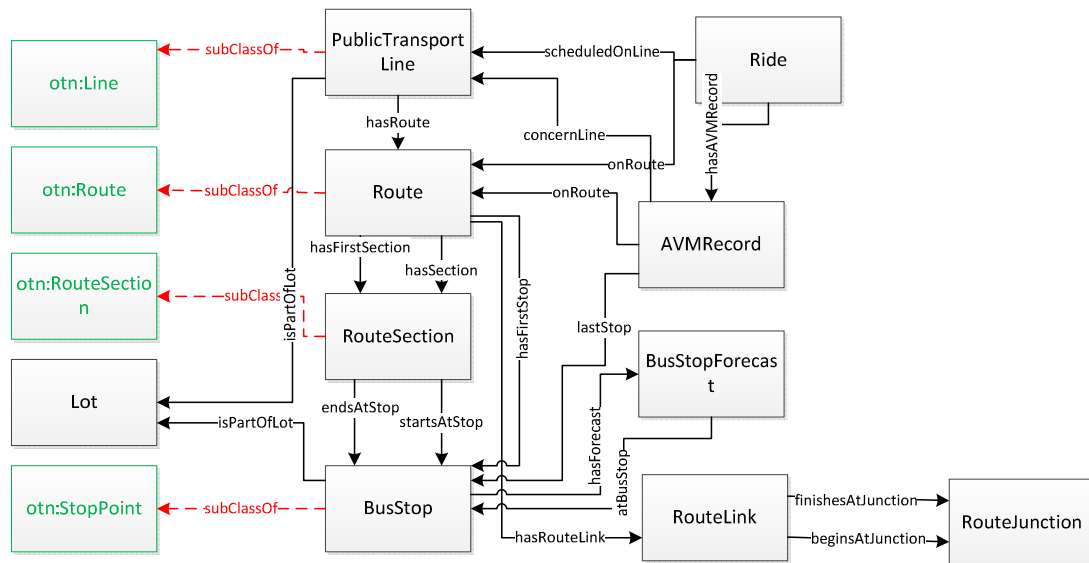 PublicTransport
Line
Ride
otn:Line
subClassOf
scheduledOnLine
hasRoute
concernLine
hasAVMRecord
otn:Route
subClassOf
Route
onRoute
onRoute
AVMRecord
hasFirstSection
hasSection
otn:RouteSectio
n
subClass
isPartOfLot
RouteSection
hasFirstStop
lastStop
BusStopForecas
t
Lot
isPartOfLot
endsAtStop
startsAtStop
hasForecast
atBusStop
otn:StopPoint
subClassOf
BusStop
hasRouteLink
RouteLink
finishesAtJunction
beginsAtJunction
RouteJunction